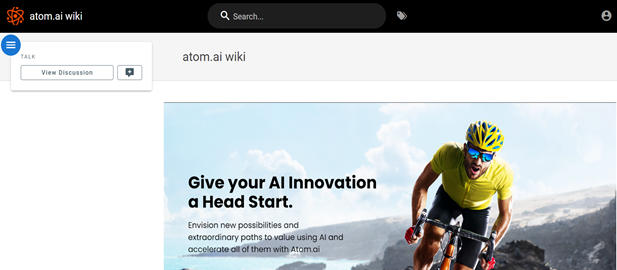 atom.ai wiki
Search...
TALK
View Discussion
atom.ai wiki
Give your AI Innovation
a Head Start.
Envision new possibilities and
extraordinary paths to value using AI and
accelerate all of them with Atom.ai